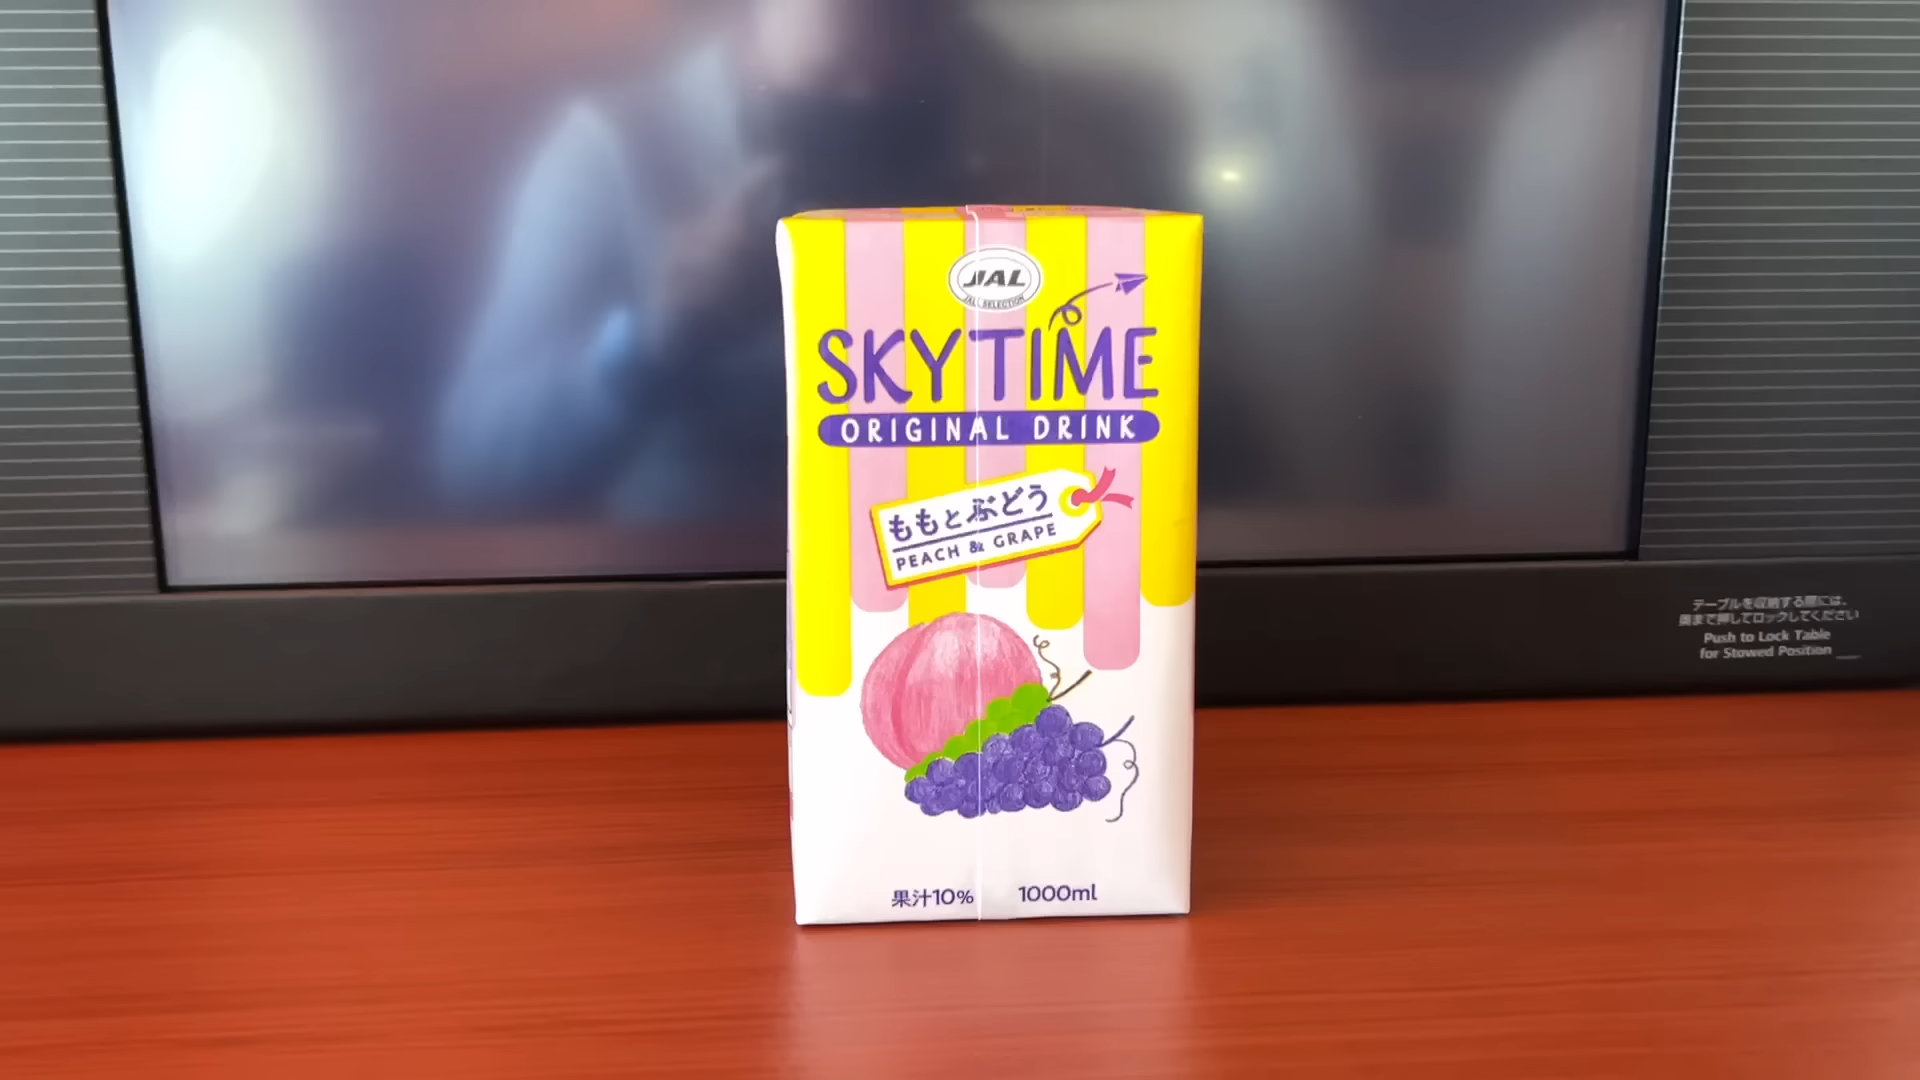 JAL
JAL SELECTION
SKYTIME
ORIGINAL DRINK
ももとぶどう
PEACH & GRAPE
果汁10% 1000ml
テーブルを収納する際には、
奥まで押してロックしてください
Push to Lock Table
for Stowed Position